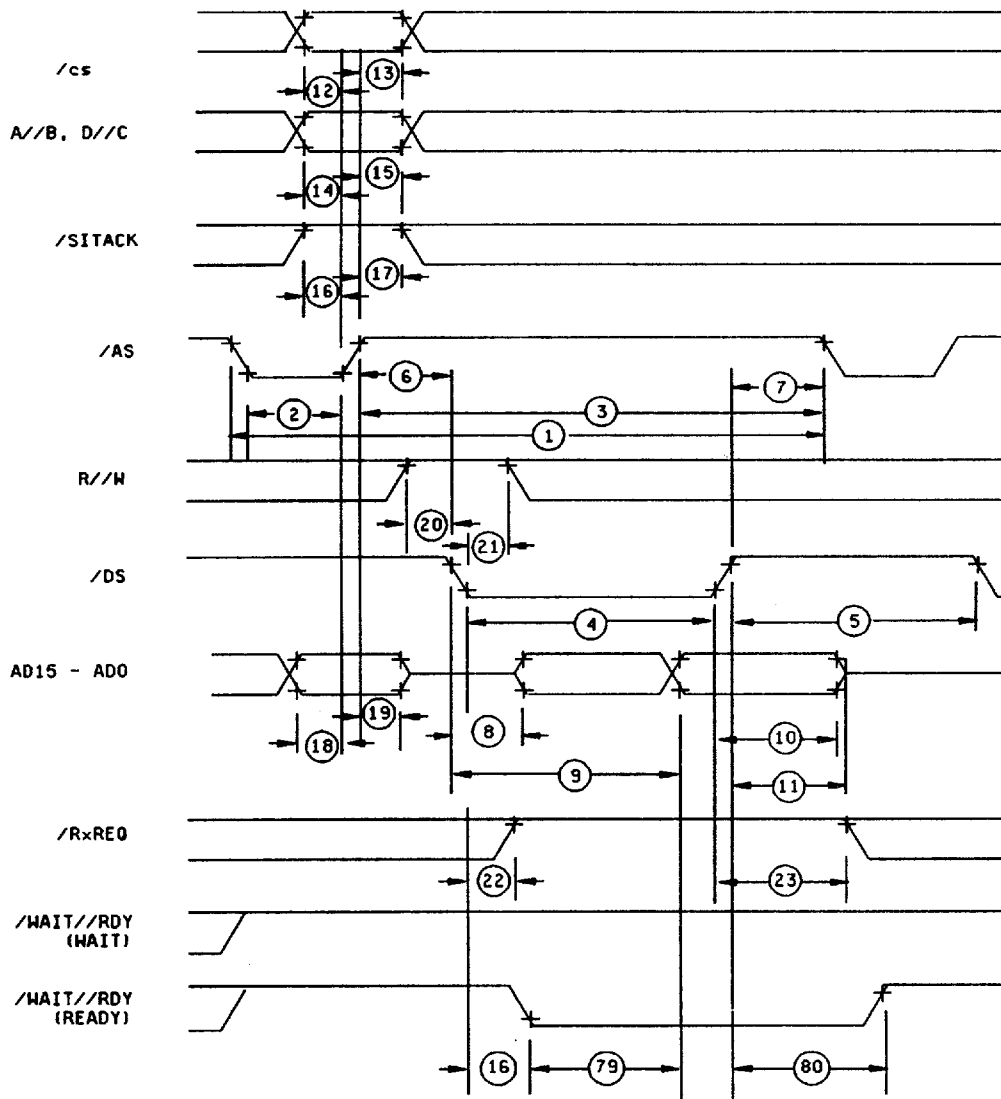 /cs
13
12
A//B, D//C
15
14
/SITACK
17
16
/AS
6
7
2
3
1
R//W
20
21
/DS
4
5
AD15 - AD0
19
18
8
10
9
11
/RxREQ
22
23
/WAIT//RDY
(WAIT)
/WAIT//RDY
(READY)
16
79
80